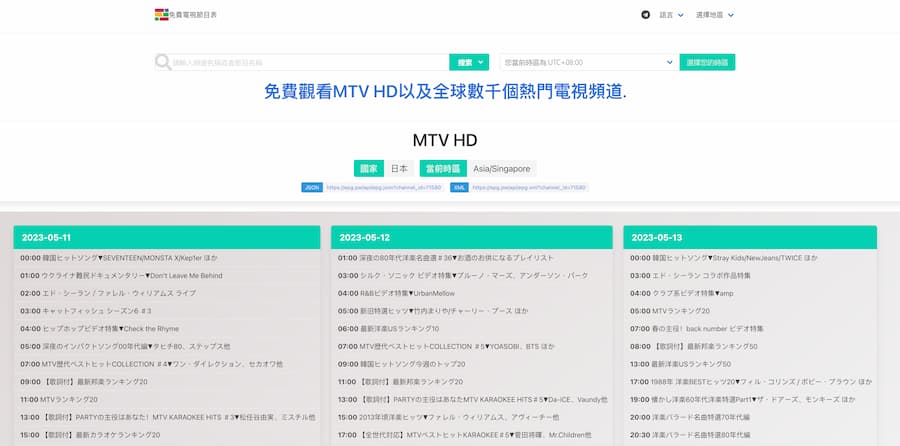 免費電視節目表
語言
選擇地區
請輸入頻道名稱或者節目名稱
搜索
您當前時區為:UTC+08:00
選擇您的時區
免費觀看MTV HD以及全球數千個熱門電視頻道.
MTV HD
國家 日本 當前時區 Asia/Singapore
JSON https://epg.pw/api/epg.json?channel_id=71580 XML https://epg.pw/api/epg.xml?channel_id=71580
2023-05-11
00:00 韓国ヒットソング▼SEVENTEEN/MONSTA X/Kep1er ほか
01:00 ウクライナ難民ドキュメンタリー▼Don't Leave Me Behind
02:00 エド・シーラン / ファレル・ウィリアムス ライブ
03:00 キャットフィッシュ シーズン6 ＃3
04:00 ヒップホップビデオ特集▼Check the Rhyme
05:00 深夜のインパクトソング00年代編▼タヒチ80、ステップス他
07:00 MTV歴代ベストヒットCOLLECTION ＃4▼ワン・ダイレクション、セカオワ他
09:00 【歌詞付】最新邦楽ランキング20
11:00 MTVランキング20
13:00 【歌詞付】PARTYの主役はあなた! MTV KARAOKE HITS ＃3▼松任谷由実、ミスチル他
15:00 【歌詞付】最新カラオケランキング20
2023-05-12
01:00 深夜の80年代洋楽名曲選＃36▼お酒のお供になるプレイリスト
03:00 シルク・ソニック ビデオ特集▼ブルーノ・マーズ、アンダーソン・パーク
04:00 R&Bビデオ特集▼UrbanMellow
05:00 新旧特選ヒッツ▼竹内まりや/チャーリー・プース ほか
06:00 最新洋楽USランキング10
07:00 MTV歴代ベストヒットCOLLECTION ＃5▼YOASOBI、BTS ほか
09:00 韓国ヒットソング今週のトップ20
11:00 【歌詞付】最新邦楽ランキング20
13:00 【歌詞付】PARTYの主役はあなたMTV KARAOKE HITS＃5▼Da-iCE、Vaundy他
15:00 2013年頃洋楽ヒッツ▼ファレル・ウィリアムス、アヴィーチー他
17:00 【全世代対応】MTVベストヒットKARAOKE＃5▼菅田将暉、Mr.Children他
2023-05-13
00:00 韓国ヒットソング▼Stray Kids/NewJeans/TWICE ほか
03:00 エド・シーラン コラボ作品特集
04:00 クラブ系ビデオ特集▼amp
05:00 MTVランキング20
07:00 春の主役! back number ビデオ特集
08:00 【歌詞付】最新邦楽ランキング50
13:00 最新洋楽USランキング50
17:00 1988年 洋楽BESTヒッツ20▼フィル・コリンズ / ボビー・ブラウン ほか
19:00 懐かし洋楽60年代洋楽特選Part1▼ザ・ドアーズ、モンキーズ ほか
20:00 洋楽バラード名曲特選70年代編
20:30 洋楽バラード名曲特選80年代編